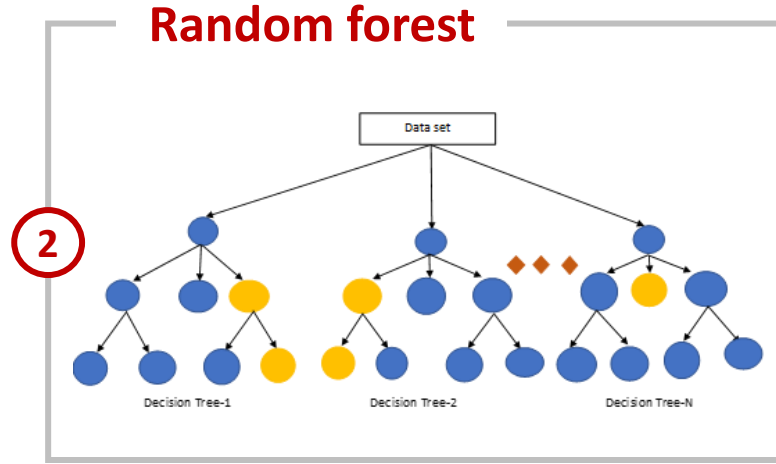 Random forest
Data set
2
Decision Tree-1
Decision Tree-2
Decision Tree-N